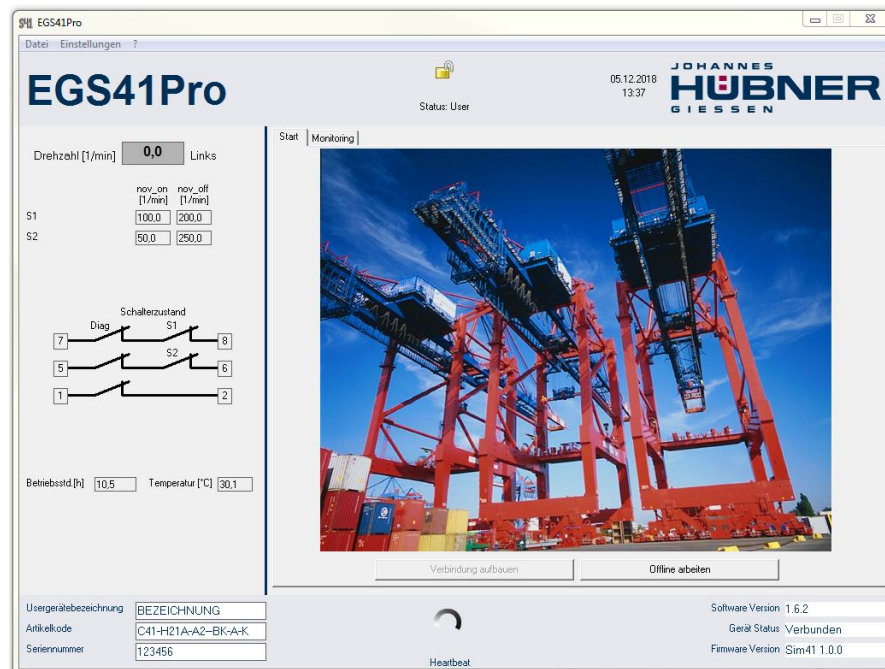 EGS41Pro
Datei Einstellungen ?
EGS41Pro
Status: User
05.12.2018
13:37
JOHANNES
HÜBNER
GIESSEN
Drehzahl [1/min] 0,0 Links
nov_on nov_off
[1/min] [1/min]
S1 100,0 200,0
S2 50,0 250,0
Schalterzustand
Diag S1
7 8
S2
5 6
1 2
Betriebsstd.[h] 10,5 Temperatur [°C] 30,1
Start Monitoring
Verbindung aufbauen Offline arbeiten
Usergerätebezeichnung BEZEICHNUNG
Artikelkode C41-H21A-A2--BK-A-K
Seriennummer 123456
Heartbeat
Software Version 1.6.2
Gerät Status Verbunden
Firmware Version Sim41 1.0.0